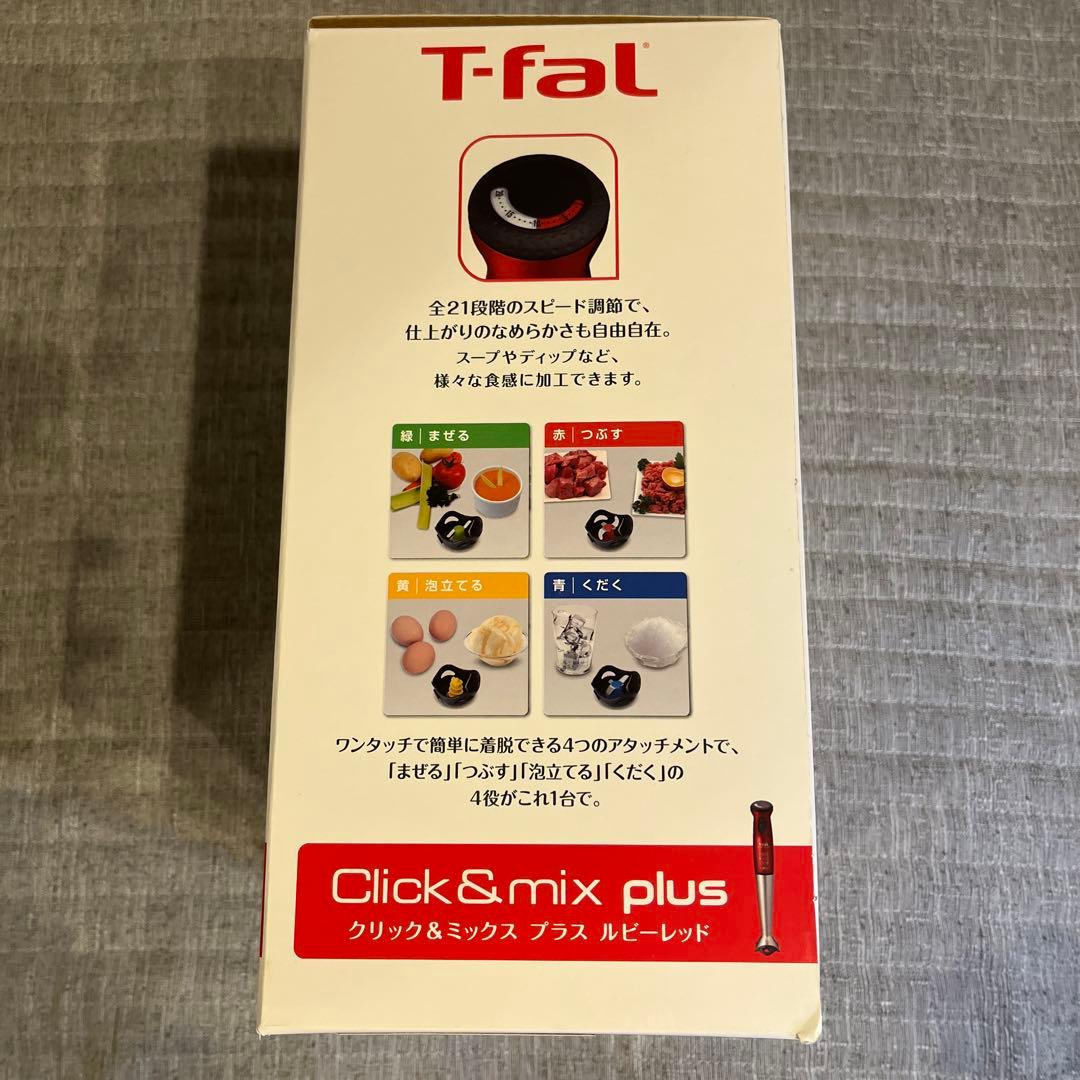 T-fal®
20 15 10
全21段階のスピード調節で、
仕上がりのなめらかさも自由自在。
スープやディップなど、
様々な食感に加工できます。
緑 | まぜる
赤 | つぶす
黄 | 泡立てる
青 | くだく
ワンタッチで簡単に着脱できる4つのアタッチメントで、
「まぜる」「つぶす」「泡立てる」「くだく」の
4役がこれ1台で。
Click&mix plus
クリック&ミックス プラス ルビーレッド